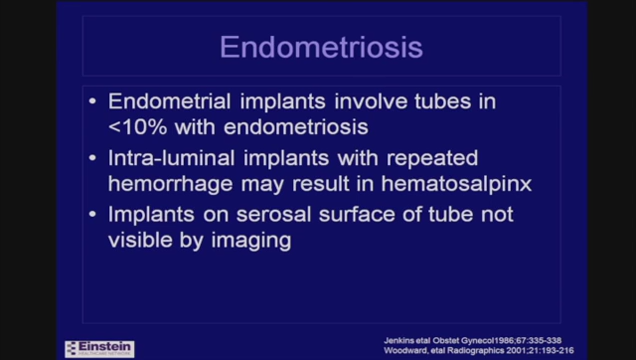 Endometriosis
• Endometrial implants involve tubes in
<10% with endometriosis
• Intra-luminal implants with repeated
hemorrhage may result in hematosalpinx
• Implants on serosal surface of tube not
visible by imaging
Einstein
HEALTHCARE NETWORK
Jenkins etal Obstet Gynecol1986;67:335-338
Woodward, etal Radiographics 2001;21:193-216